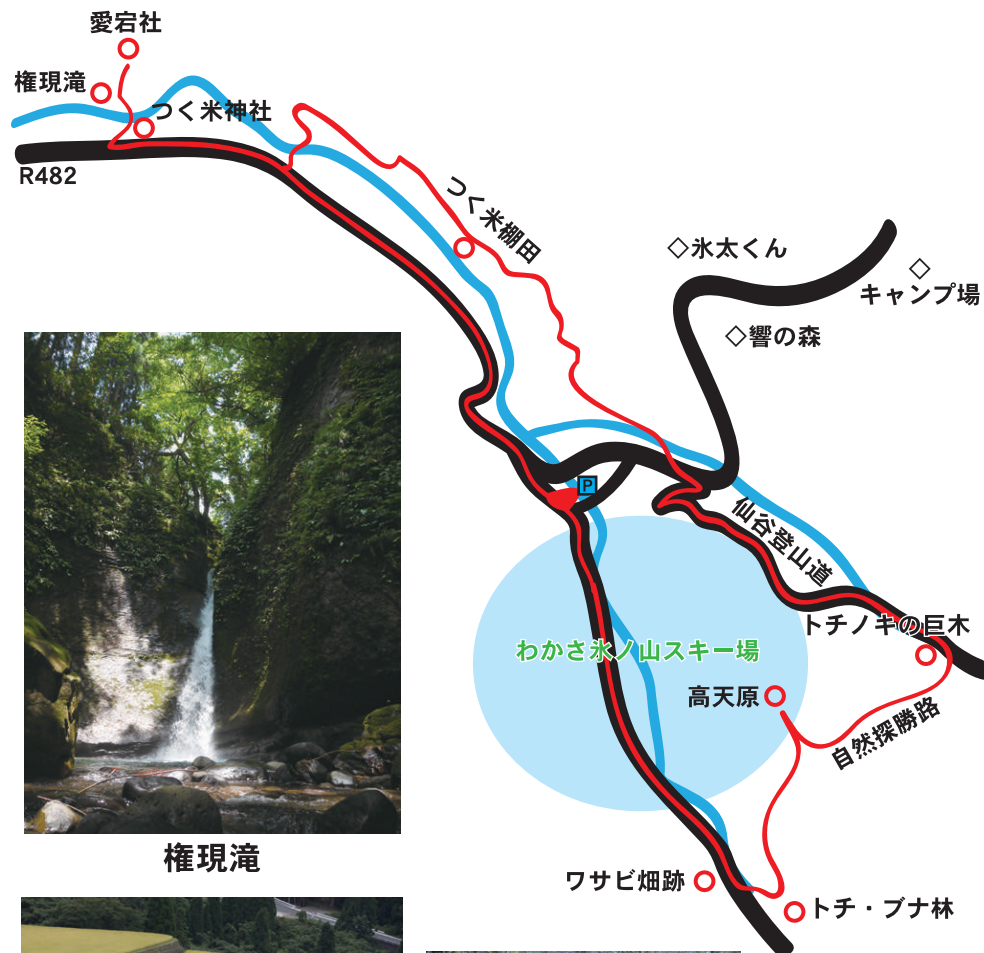 愛宕社
権現滝
つく米神社
R482
つく米棚田
◇氷太くん
◇
キャンプ場
◇響の森
P
仙谷登山道
トチノキの巨木
わかさ氷ノ山スキー場
高天原
自然探勝路
権現滝
ワサビ畑跡
トチ・ブナ林